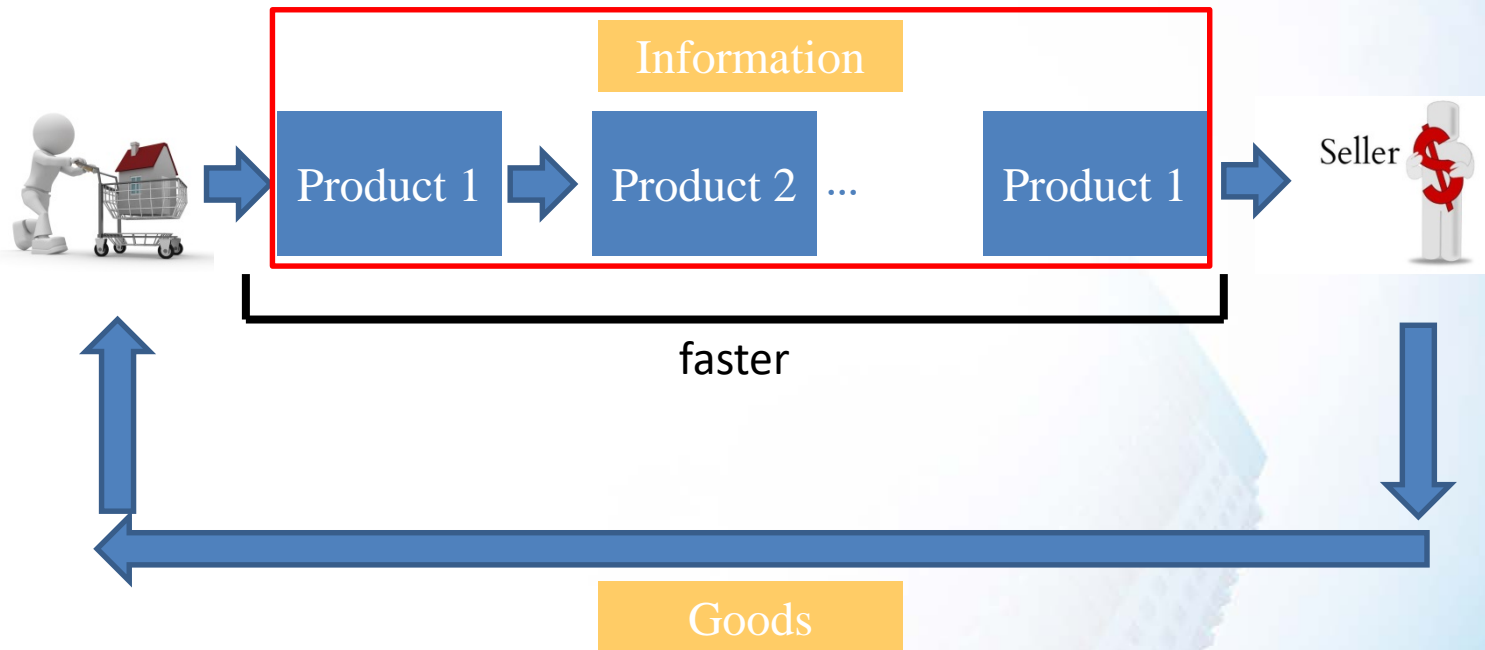 Information
Product 1
Product 2
...
Product 1
Seller
$
faster
Goods